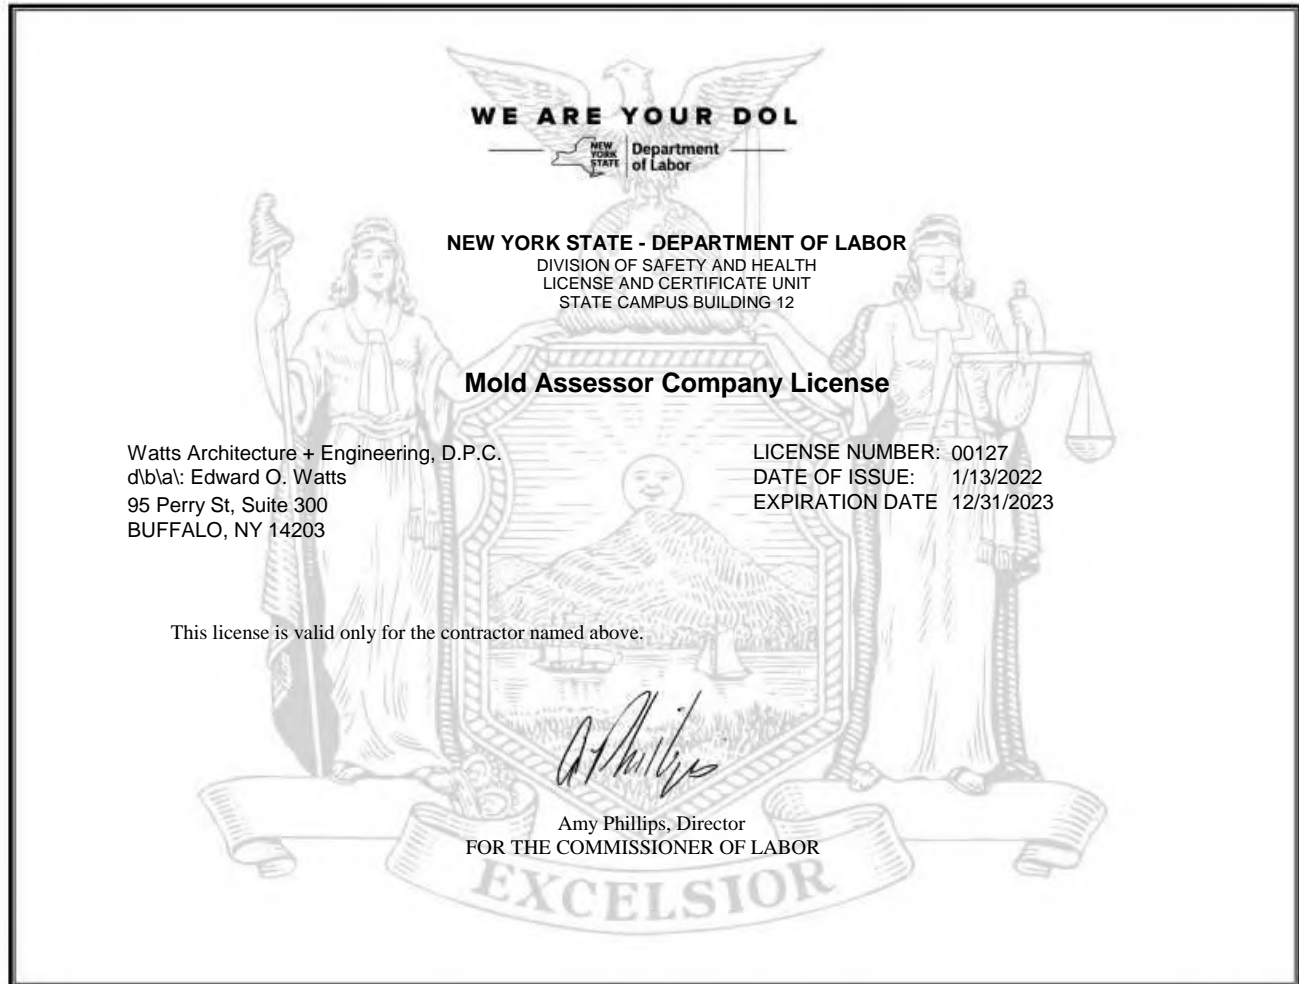 WE ARE YOUR DOL
NEW YORK STATE
Department of Labor
NEW YORK STATE - DEPARTMENT OF LABOR
DIVISION OF SAFETY AND HEALTH
LICENSE AND CERTIFICATE UNIT
STATE CAMPUS BUILDING 12
Mold Assessor Company License
Watts Architecture + Engineering, D.P.C.
d\b\a\: Edward O. Watts
95 Perry St, Suite 300
BUFFALO, NY 14203
LICENSE NUMBER: 00127
DATE OF ISSUE: 1/13/2022
EXPIRATION DATE 12/31/2023
This license is valid only for the contractor named above.
A Phillips
Amy Phillips, Director
FOR THE COMMISSIONER OF LABOR
EXCELSIOR